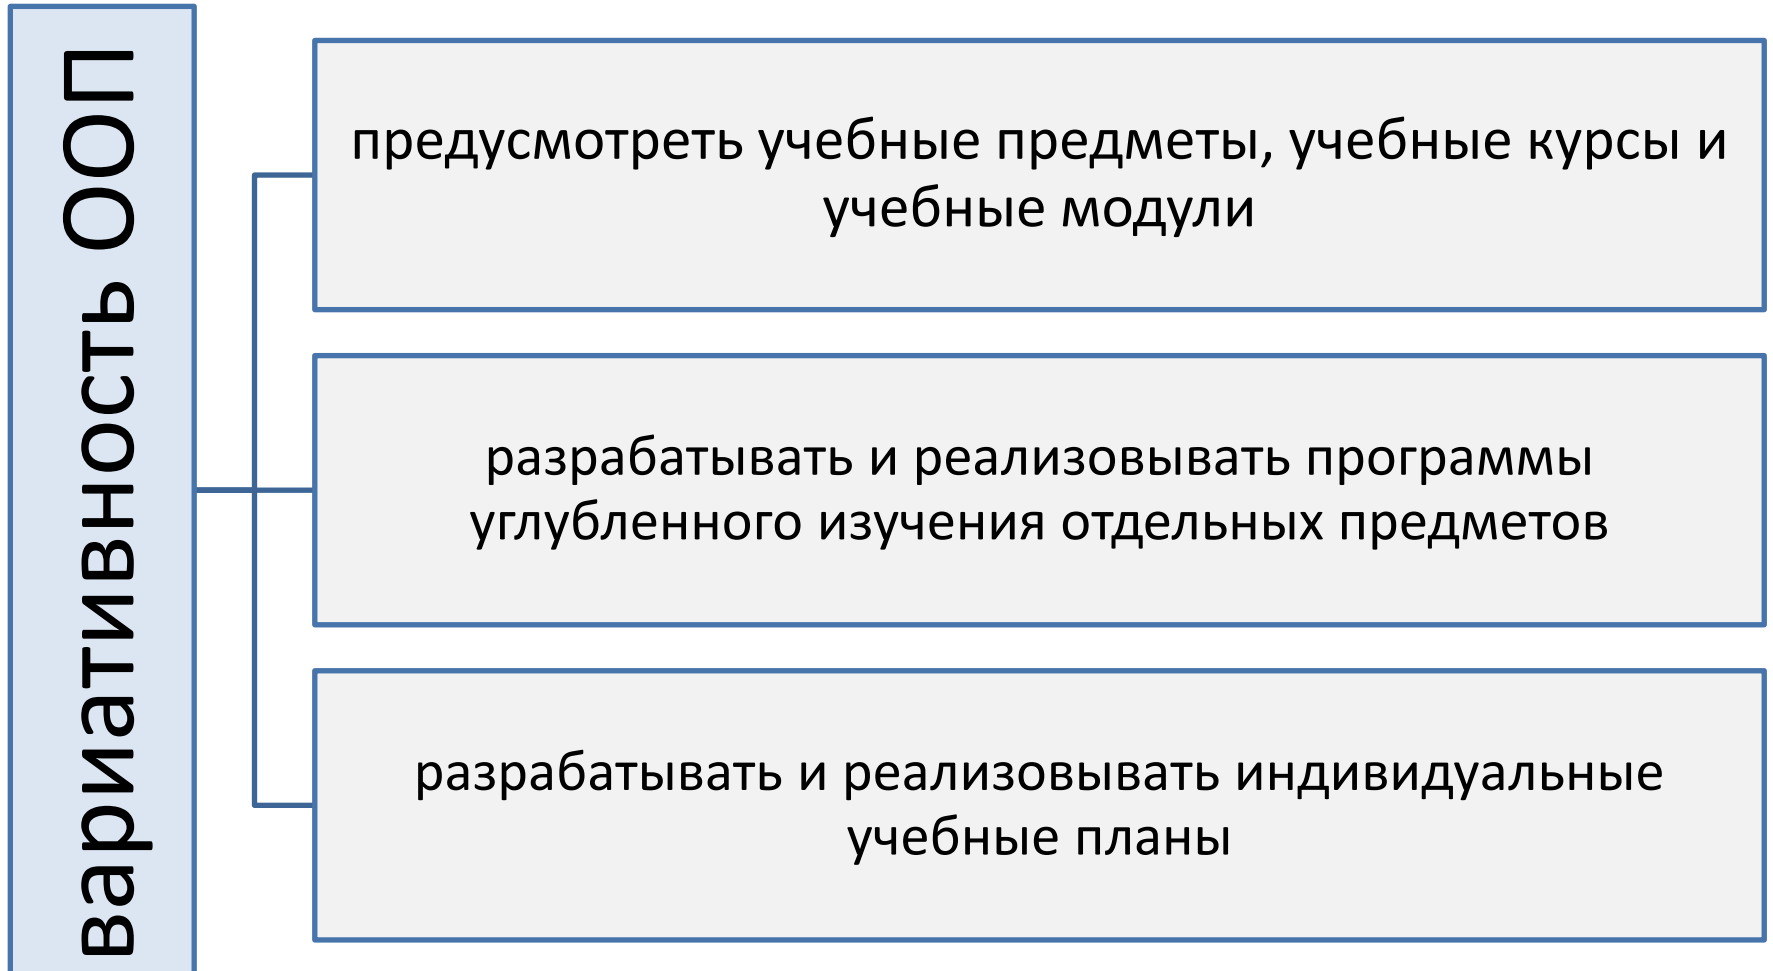 вариативность ООП
предусмотреть учебные предметы, учебные курсы и
учебные модули
разрабатывать и реализовывать программы
углубленного изучения отдельных предметов
разрабатывать и реализовывать индивидуальные
учебные планы